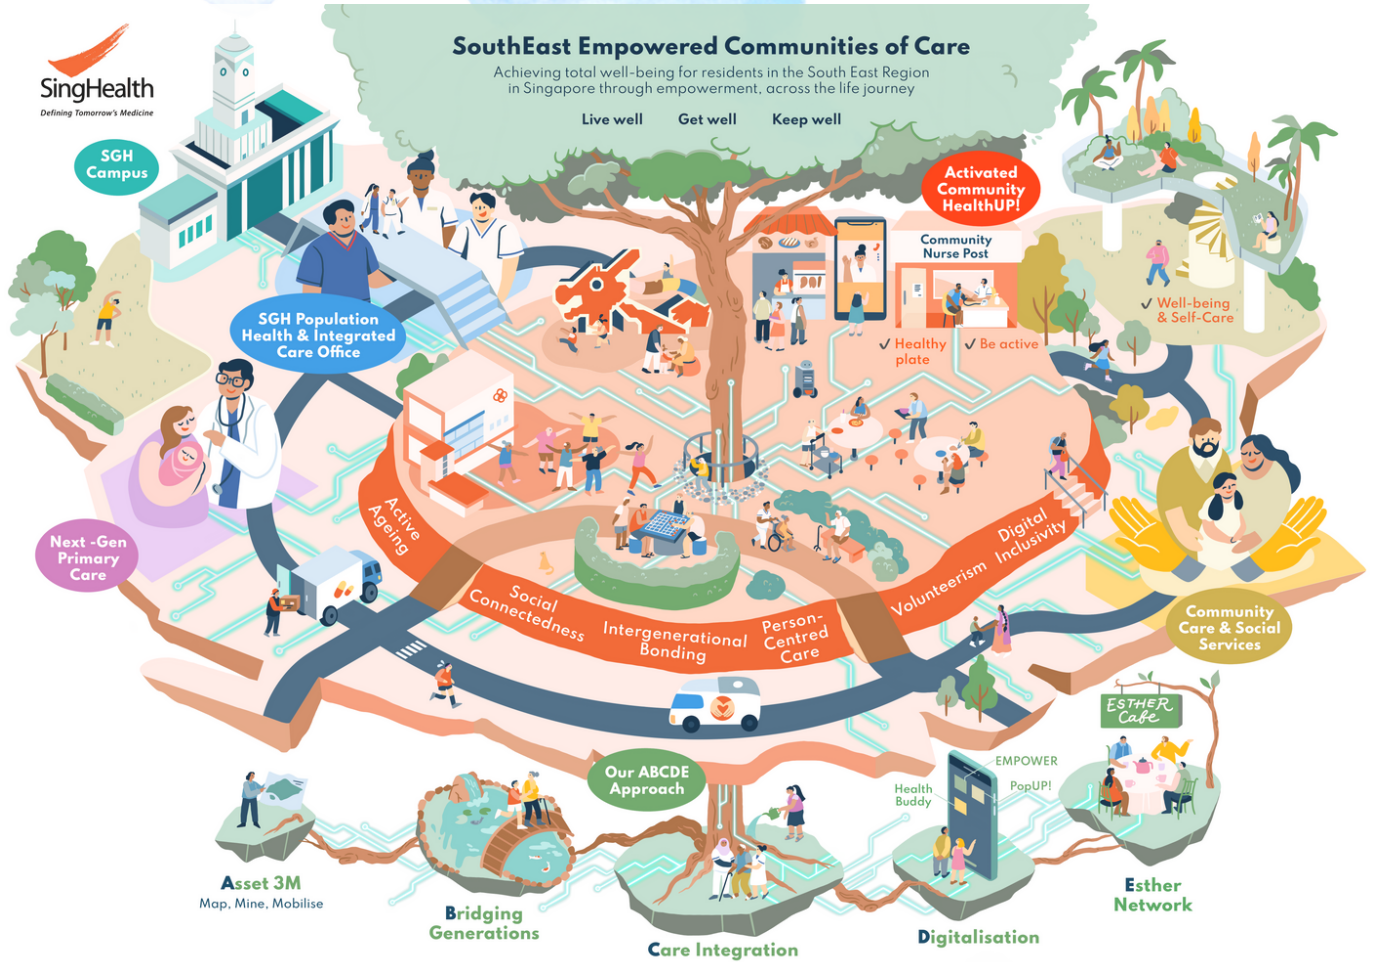 SingHealth
Defining Tomorrow's Medicine
SouthEast Empowered Communities of Care
Achieving total well-being for residents in the South East Region
in Singapore through empowerment, across the life journey
Live well Get well Keep well
SGH
Campus
Activated
Community
HealthUP!
Community
Nurse Post
✓ Well-being
& Self-Care
SGH Population
Health & Integrated
Care Office
✓ Healthy
plate
✓ Be active
Next -Gen
Primary
Care
Active
Ageing
Social
Connectedness
Intergenerational
Bonding
Person-
Centred
Care
Volunteerism
Digital
Inclusivity
Community
Care & Social
Services
ESTHER
Cafe
Our ABCDE
Approach
EMPOWER
Health
Buddy
PopUP!
Asset 3M
Map, Mine, Mobilise
Bridging
Generations
Care Integration
Digitalisation
Esther
Network